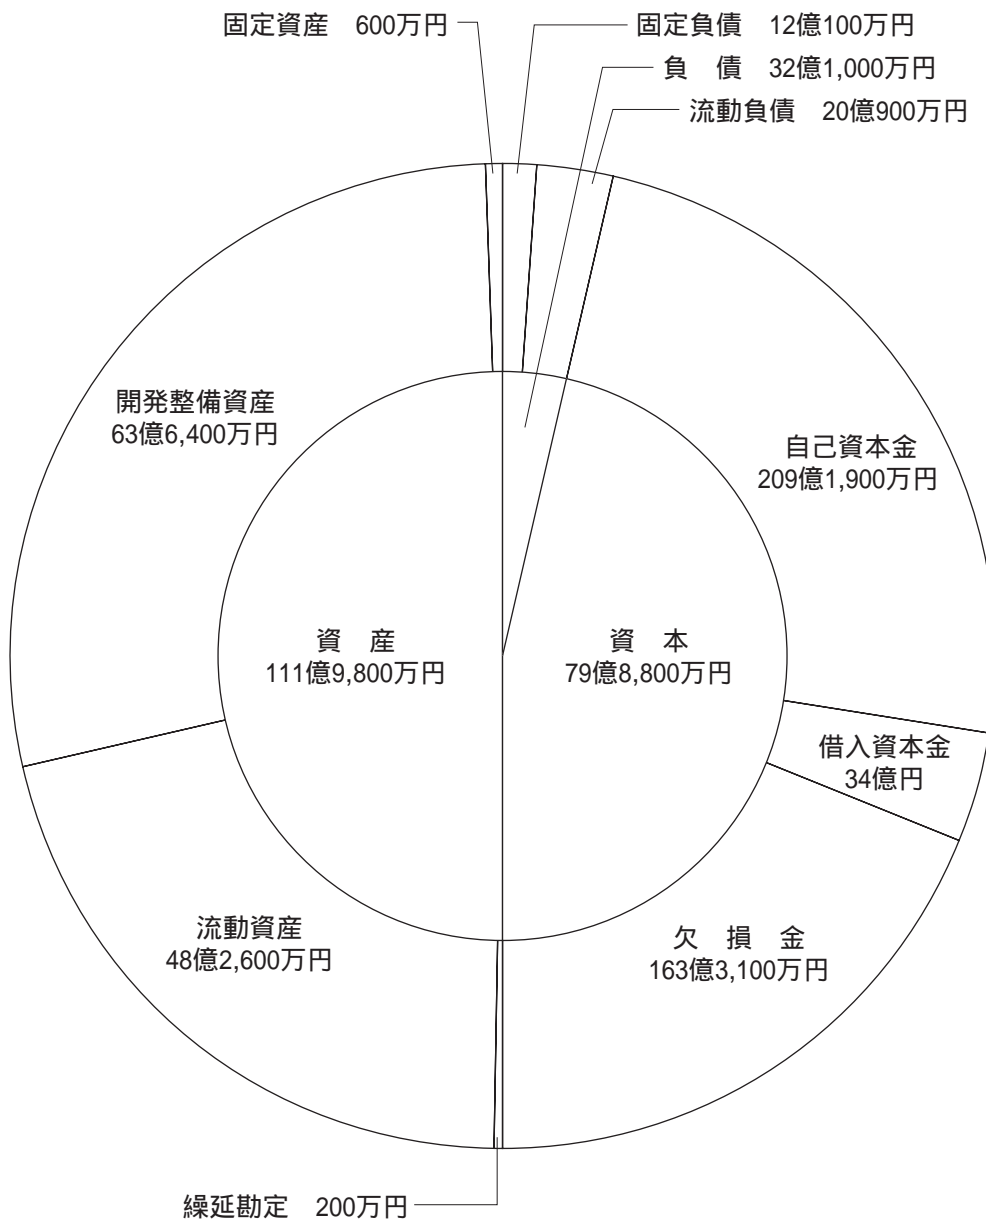 固定資産　600万円
固定負債　12億100万円
負　債　32億1,000万円
流動負債　20億900万円
開発整備資産
63億6,400万円
自己資本金
209億1,900万円
資　産
111億9,800万円
資　本
79億8,800万円
借入資本金
34億円
流動資産
48億2,600万円
欠　損　金
163億3,100万円
繰延勘定　200万円